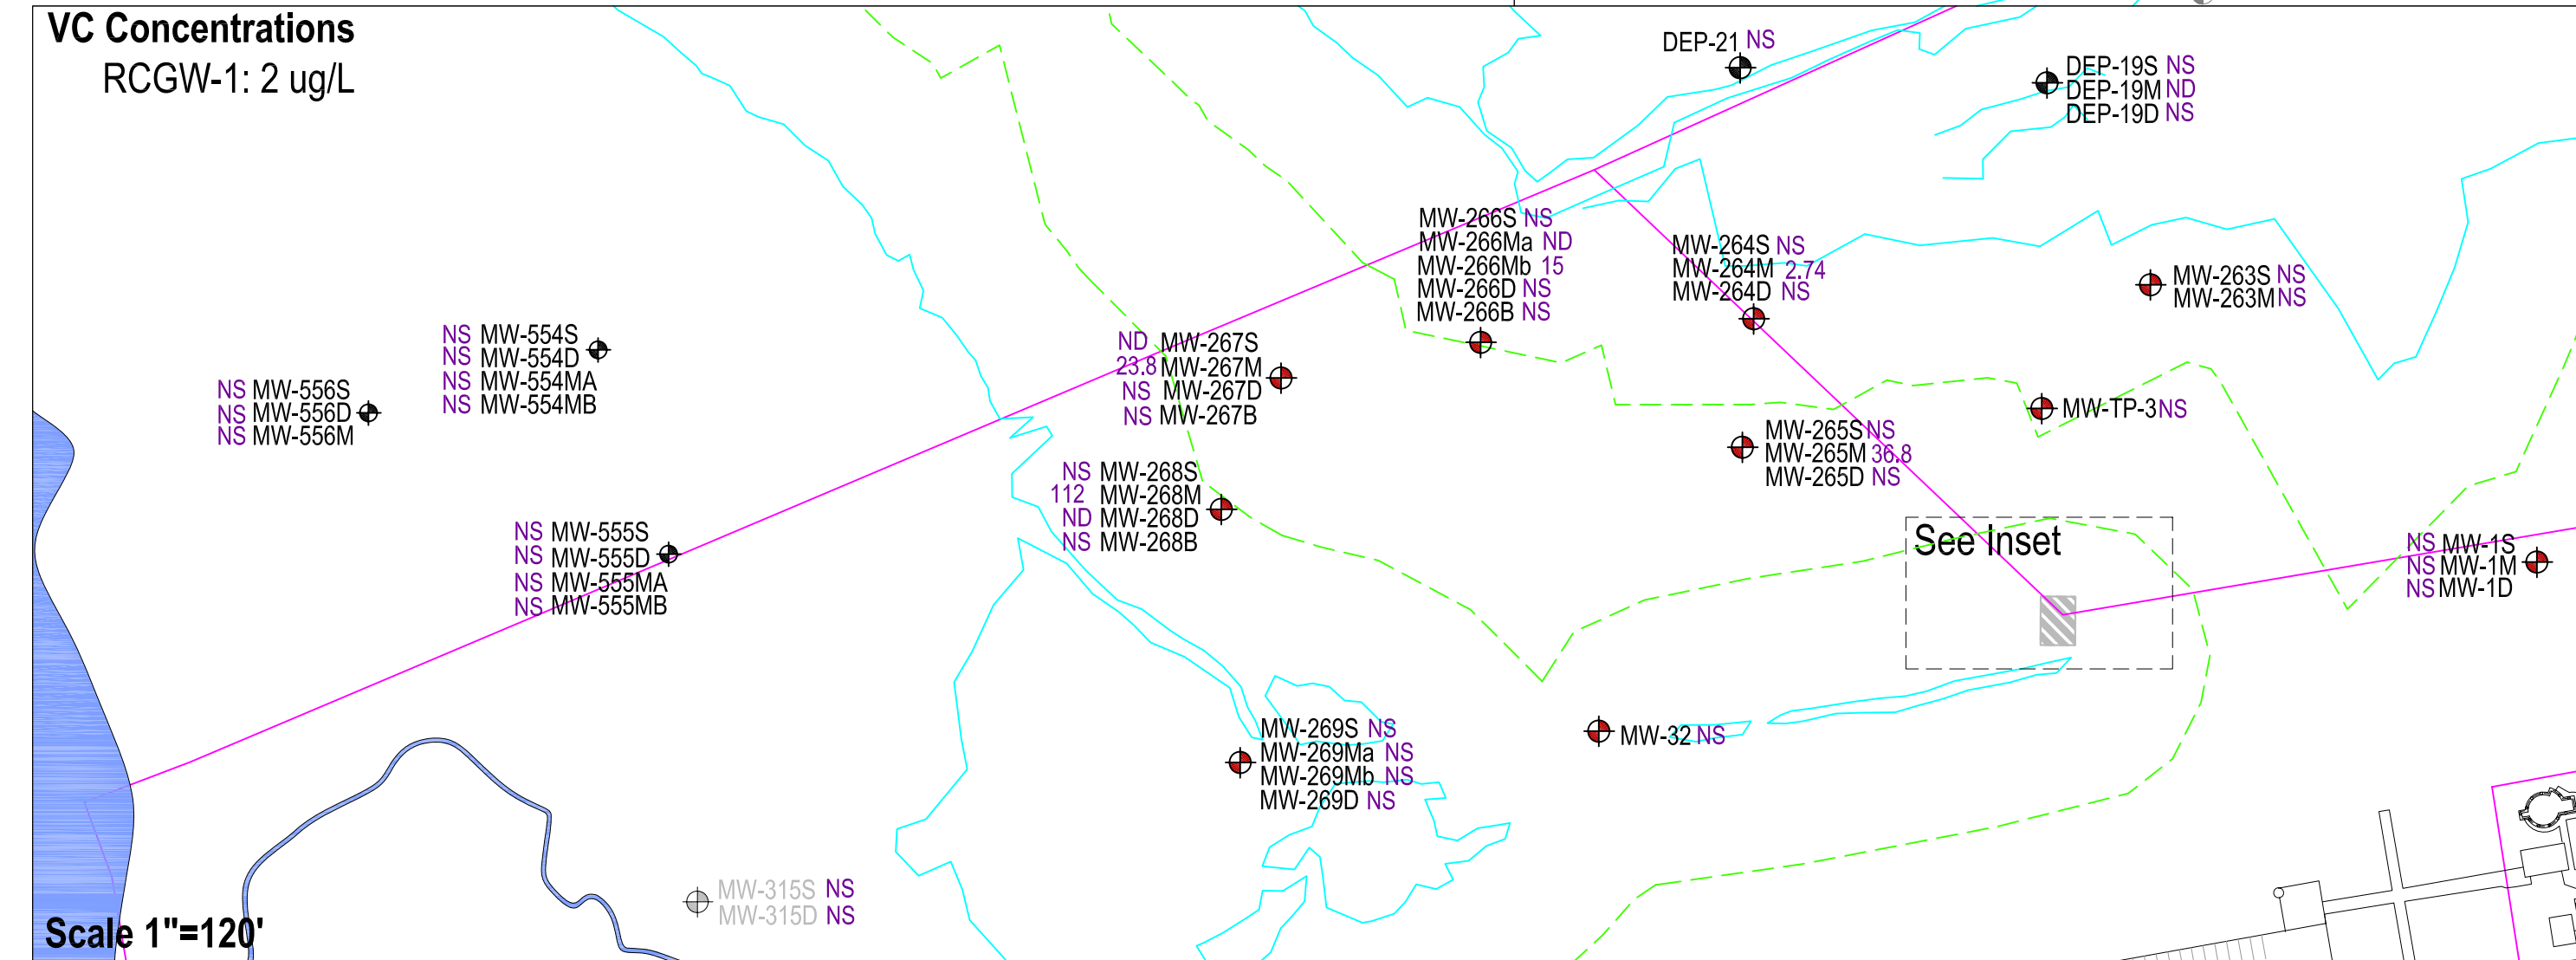 VC Concentrations
RCGW-1: 2 ug/L
DEP-21 NS
DEP-19S NS
DEP-19M ND
DEP-19D NS
MW-266S NS
MW-266Ma ND
MW-266Mb 15
MW-266D NS
MW-266B NS
MW-264S NS
MW-264M 2.74
MW-264D NS
MW-263S NS
MW-263M NS
NS MW-554S
NS MW-554D
NS MW-554MA
NS MW-554MB
NS MW-556S
NS MW-556D
NS MW-556M
ND MW-267S
23.8 MW-267M
NS MW-267D
NS MW-267B
MW-TP-3 NS
MW-265S NS
MW-265M 36.8
MW-265D NS
NS MW-268S
112 MW-268M
ND MW-268D
NS MW-268B
NS MW-555S
NS MW-555D
NS MW-555MA
NS MW-555MB
See Inset
NS MW-1S
NS MW-1M
NS MW-1D
MW-269S NS
MW-269Ma NS
MW-269Mb NS
MW-269D NS
MW-32 NS
MW-315S NS
MW-315D NS
Scale 1"=120'